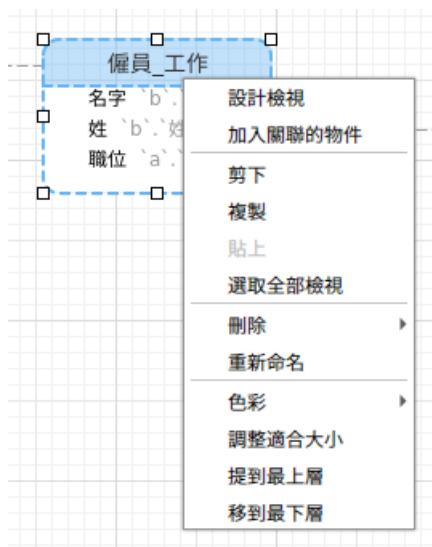 僱員_工作
名字 `b`.
姓 `b`.`姓
職位 `a`.`
設計檢視
加入關聯的物件
剪下
複製
貼上
選取全部檢視
刪除
重新命名
色彩
調整適合大小
提到最上層
移到最下層